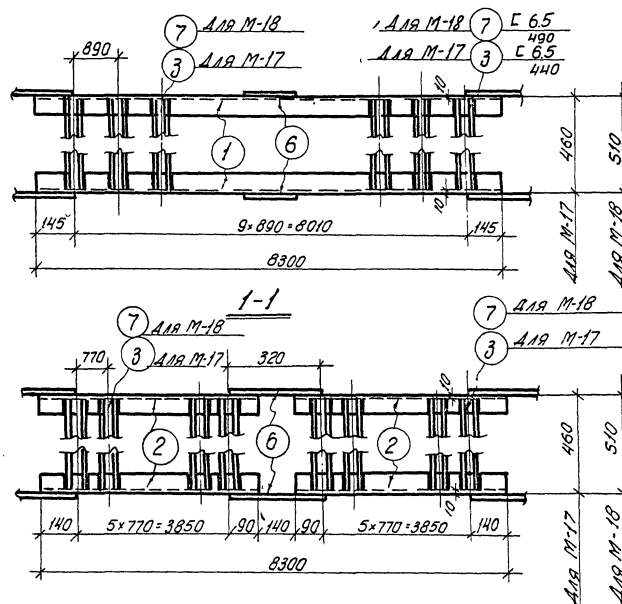 7 Для М-18
890
3 Для М-17
Для М-18 7 [ 6.5
490
Для М-17 3 [ 6.5
440
10
1
6
460
510
10
145
9×890=8010
145
8300
Для М-17
Для М-18
1-1
7 Для М-18
770
3 Для М-17
320
7 Для М-18
3 Для М-17
10
2
6
2
460
510
10
140
5×770=3850
90
140
90
5×770=3850
140
8300
Для М-17
Для М-18